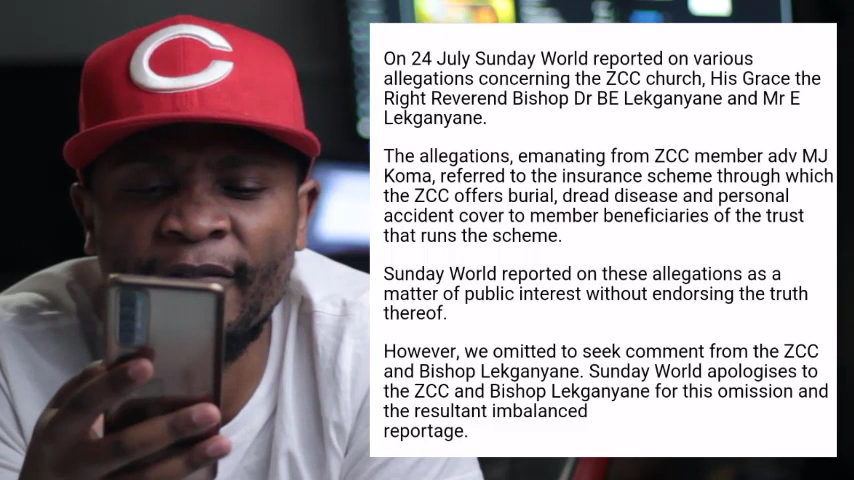 C
On 24 July Sunday World reported on various
allegations concerning the ZCC church, His Grace the
Right Reverend Bishop Dr BE Lekganyane and Mr E
Lekganyane.
The allegations, emanating from ZCC member adv MJ
Koma, referred to the insurance scheme through which
the ZCC offers burial, dread disease and personal
accident cover to member beneficiaries of the trust
that runs the scheme.
Sunday World reported on these allegations as a
matter of public interest without endorsing the truth
thereof.
However, we omitted to seek comment from the ZCC
and Bishop Lekganyane. Sunday World apologises to
the ZCC and Bishop Lekganyane for this omission and
the resultant imbalanced
reportage.